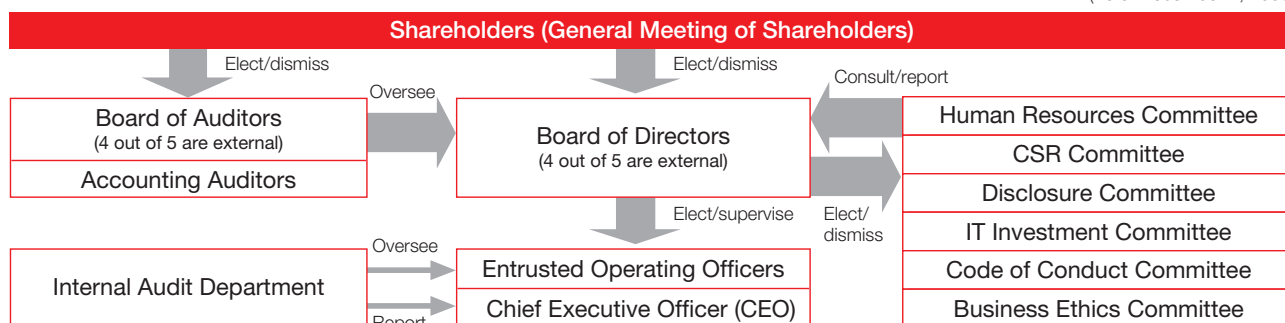 Shareholders (General Meeting of Shareholders)
Elect/dismiss
Elect/dismiss
Consult/report
Oversee
Board of Auditors
(4 out of 5 are external)
Accounting Auditors
Board of Directors
(4 out of 5 are external)
Human Resources Committee
CSR Committee
Disclosure Committee
IT Investment Committee
Code of Conduct Committee
Business Ethics Committee
Elect/supervise
Elect/
dismiss
Internal Audit Department
Oversee
Report
Entrusted Operating Officers
Chief Executive Officer (CEO)